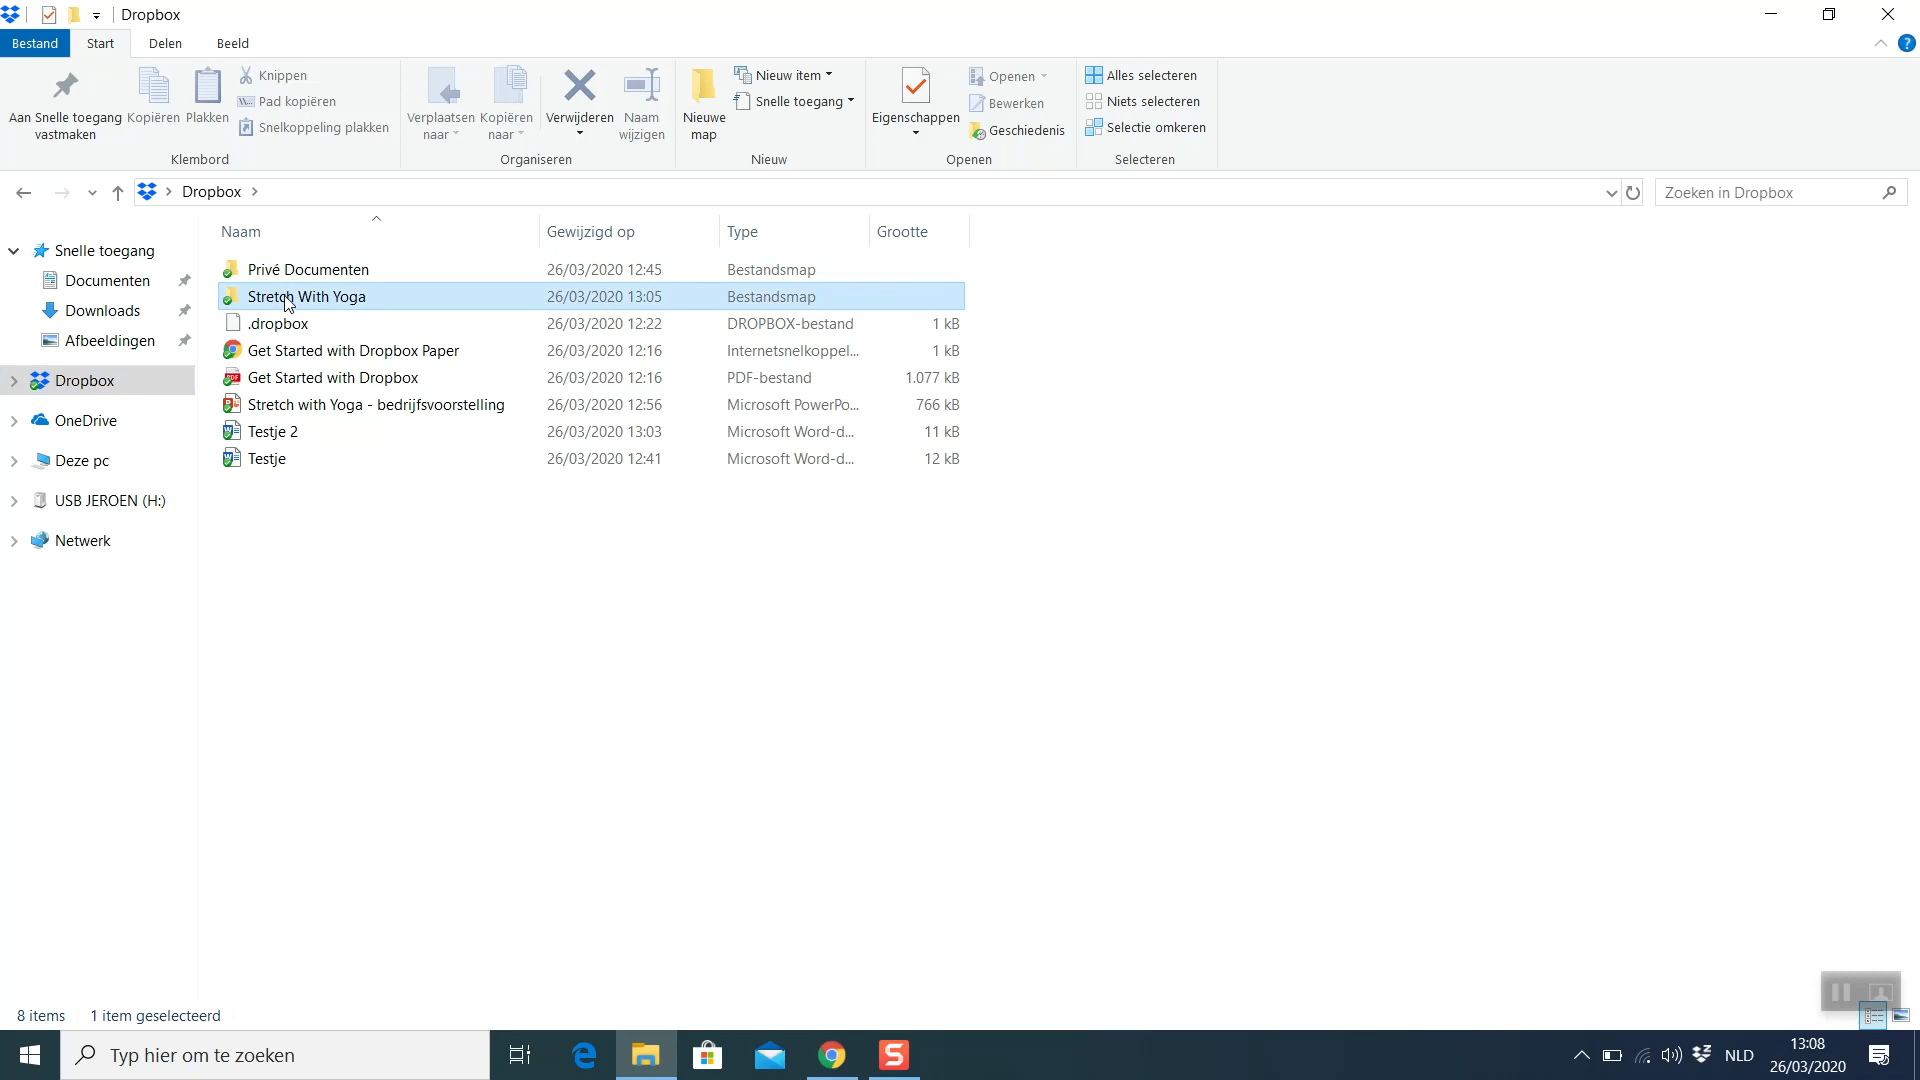 Dropbox
Bestand Start Delen Beeld
Aan Snelle toegang vastmaken
Kopiëren
Plakken
Knippen
Pad kopiëren
Snelkoppeling plakken
Klembord
Verplaatsen naar
Kopiëren naar
Verwijderen
Naam wijzigen
Organiseren
Nieuwe map
Nieuw item
Snelle toegang
Nieuw
Eigenschappen
Openen
Bewerken
Geschiedenis
Openen
Alles selecteren
Niets selecteren
Selectie omkeren
Selecteren
Dropbox
Zoeken in Dropbox
Snelle toegang
Documenten
Downloads
Afbeeldingen
Dropbox
OneDrive
Deze pc
USB JEROEN (H:)
Netwerk
Naam Gewijzigd op Type Grootte
Privé Documenten 26/03/2020 12:45 Bestandsmap
Stretch With Yoga 26/03/2020 13:05 Bestandsmap
.dropbox 26/03/2020 12:22 DROPBOX-bestand 1 kB
Get Started with Dropbox Paper 26/03/2020 12:16 Internetsnelkoppel... 1 kB
Get Started with Dropbox 26/03/2020 12:16 PDF-bestand 1.077 kB
Stretch with Yoga - bedrijfsvoorstelling 26/03/2020 12:56 Microsoft PowerPo... 766 kB
Testje 2 26/03/2020 13:03 Microsoft Word-d... 11 kB
Testje 26/03/2020 12:41 Microsoft Word-d... 12 kB
8 items 1 item geselecteerd
Typ hier om te zoeken
NLD
13:08
26/03/2020